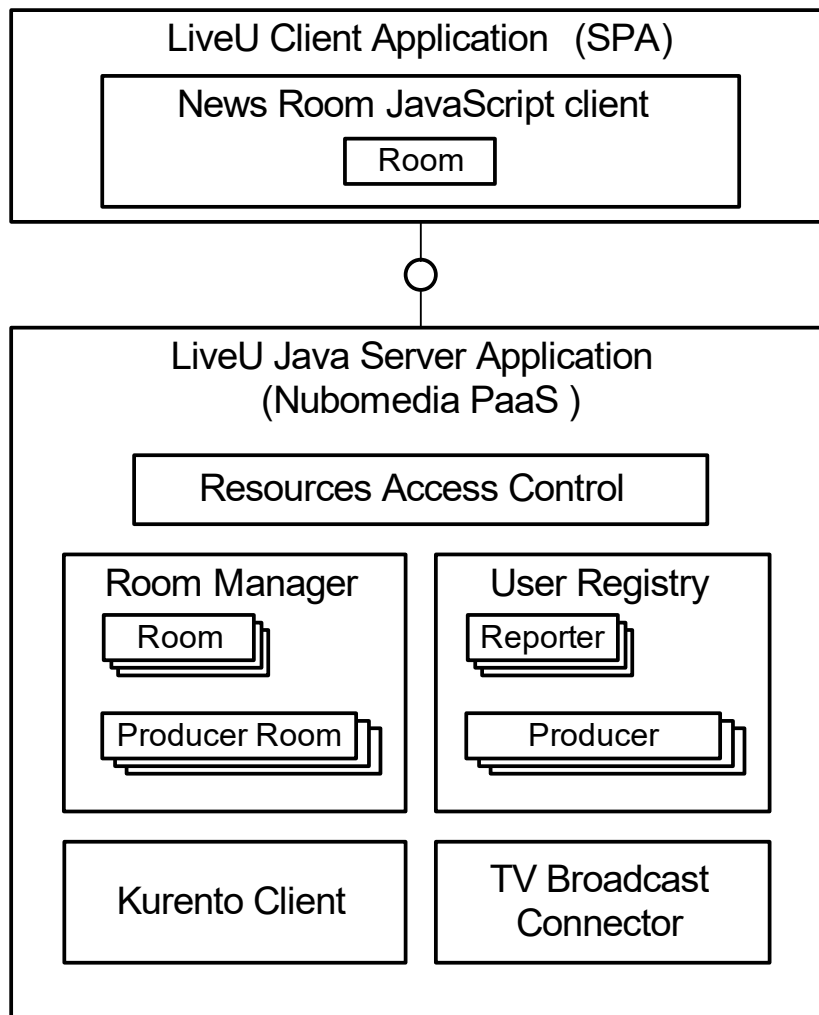 LiveU Client Application (SPA)
News Room JavaScript client
Room
LiveU Java Server Application
(Nubomedia PaaS )
Resources Access Control
Room Manager
Room
Producer Room
User Registry
Reporter
Producer
Kurento Client
TV Broadcast
Connector